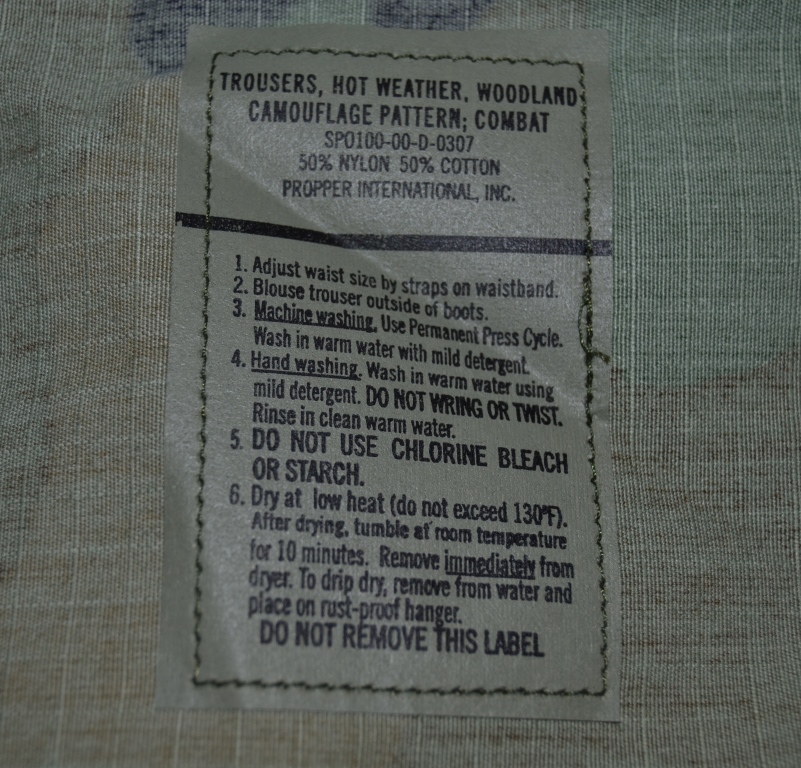 TROUSERS, HOT WEATHER, WOODLAND
CAMOUFLAGE PATTERN; COMBAT
SPO100-00-D-0307
50% NYLON 50% COTTON
PROPPER INTERNATIONAL, INC.
1. Adjust waist size by straps on waistband.
2. Blouse trouser outside of boots.
3. Machine washing. Use Permanent Press Cycle.
Wash in warm water with mild detergent.
4. Hand washing. Wash in warm water using
mild detergent. DO NOT WRING OR TWIST.
Rinse in clean warm water.
5. DO NOT USE CHLORINE BLEACH
OR STARCH.
6. Dry at low heat (do not exceed 130°F).
After drying, tumble at room temperature
for 10 minutes. Remove immediately from
dryer. To drip dry, remove from water and
place on rust-proof hanger.
DO NOT REMOVE THIS LABEL